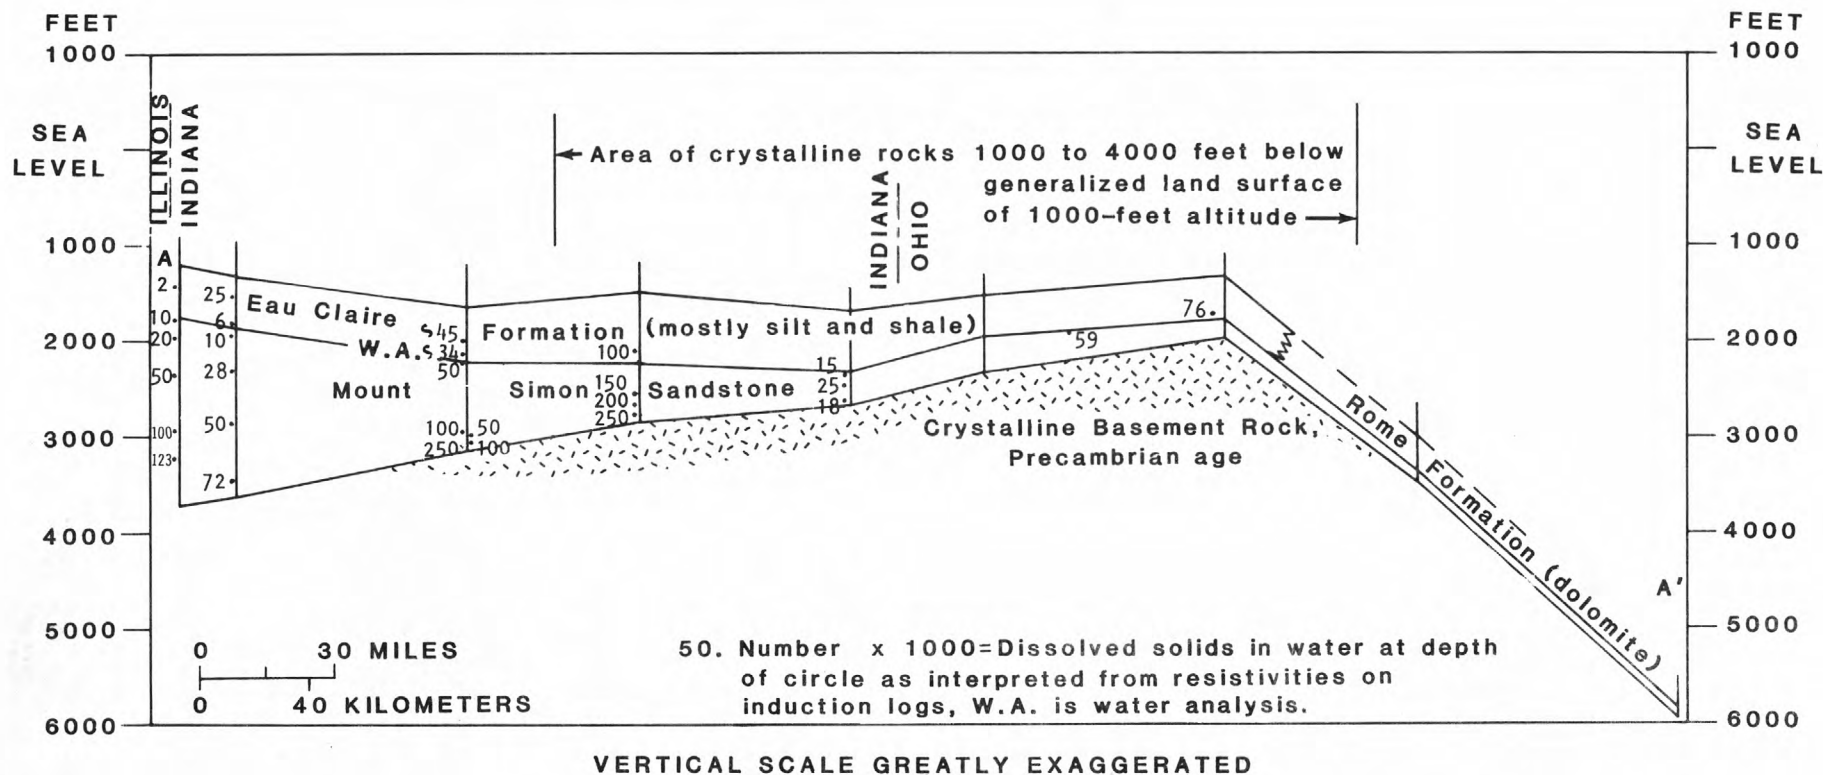 FEET
1000
SEA
LEVEL
1000
2000
3000
4000
5000
6000
FEET
1000
SEA
LEVEL
1000
2000
3000
4000
5000
6000
ILLINOIS
INDIANA
Area of crystalline rocks 1000 to 4000 feet below
generalized land surface
of 1000-feet altitude
INDIANA
OHIO
A
2.
10.
20.
50.
100.
123.
25.
6.
10.
28.
50.
72.
Eau Claire
Formation
(mostly silt and shale)
W.A.
45
34
50
100
250
50
100
Mount
Simon
Sandstone
100.
150
200
250
15
25
18
59
76.
Crystalline Basement Rock,
Precambrian age
Rome Formation (dolomite)
A'
0 30 MILES
0 40 KILOMETERS
50. Number x 1000=Dissolved solids in water at depth
of circle as interpreted from resistivities on
induction logs, W.A. is water analysis.
VERTICAL SCALE GREATLY EXAGGERATED